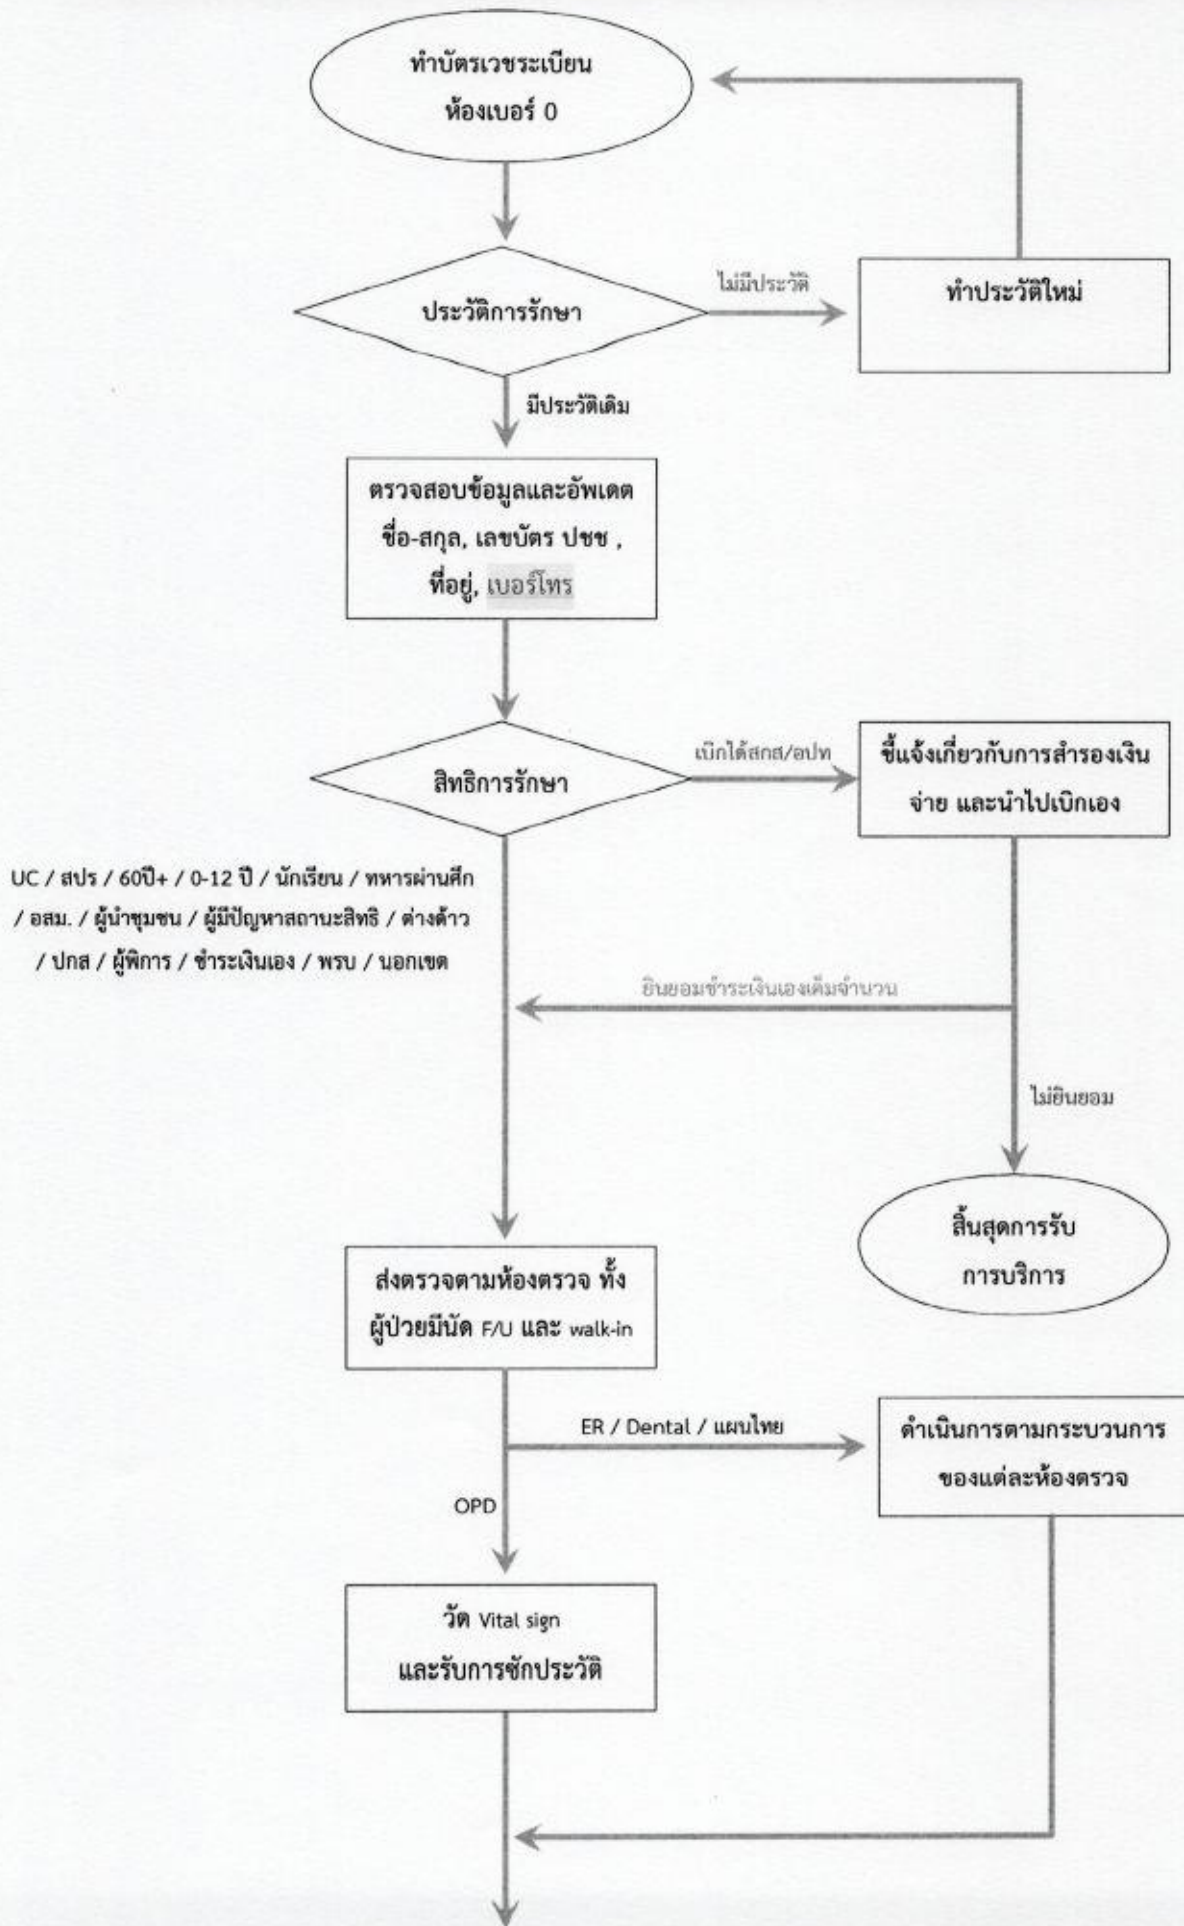 ทำบัตรเวชระเบียน
ห้องเบอร์ 0
ประวัติการรักษา
ไม่มีประวัติ
ทำประวัติใหม่
มีประวัติเดิม
ตรวจสอบข้อมูลและอัพเดต
ชื่อ-สกุล, เลขบัตร ปชช ,
ที่อยู่, เบอร์โทร
สิทธิการรักษา
เบิกได้สกส/อปท
ชี้แจ้งเกี่ยวกับการสำรองเงิน
จ่าย และนำไปเบิกเอง
UC / สปร / 60ปี+ / 0-12 ปี / นักเรียน / ทหารผ่านศึก
/ อสม. / ผู้นำชุมชน / ผู้มีปัญหาสถานะสิทธิ / ต่างด้าว
/ ปกส / ผู้พิการ / ชำระเงินเอง / พรบ / นอกเขต
ยินยอมชำระเงินเองเต็มจำนวน
ไม่ยินยอม
สิ้นสุดการรับ
การบริการ
ส่งตรวจตามห้องตรวจ ทั้ง
ผู้ป่วยมีนัด F/U และ walk-in
ER / Dental / แผนไทย
ดำเนินการตามกระบวนการ
ของแต่ละห้องตรวจ
OPD
วัด Vital sign
และรับการซักประวัติ